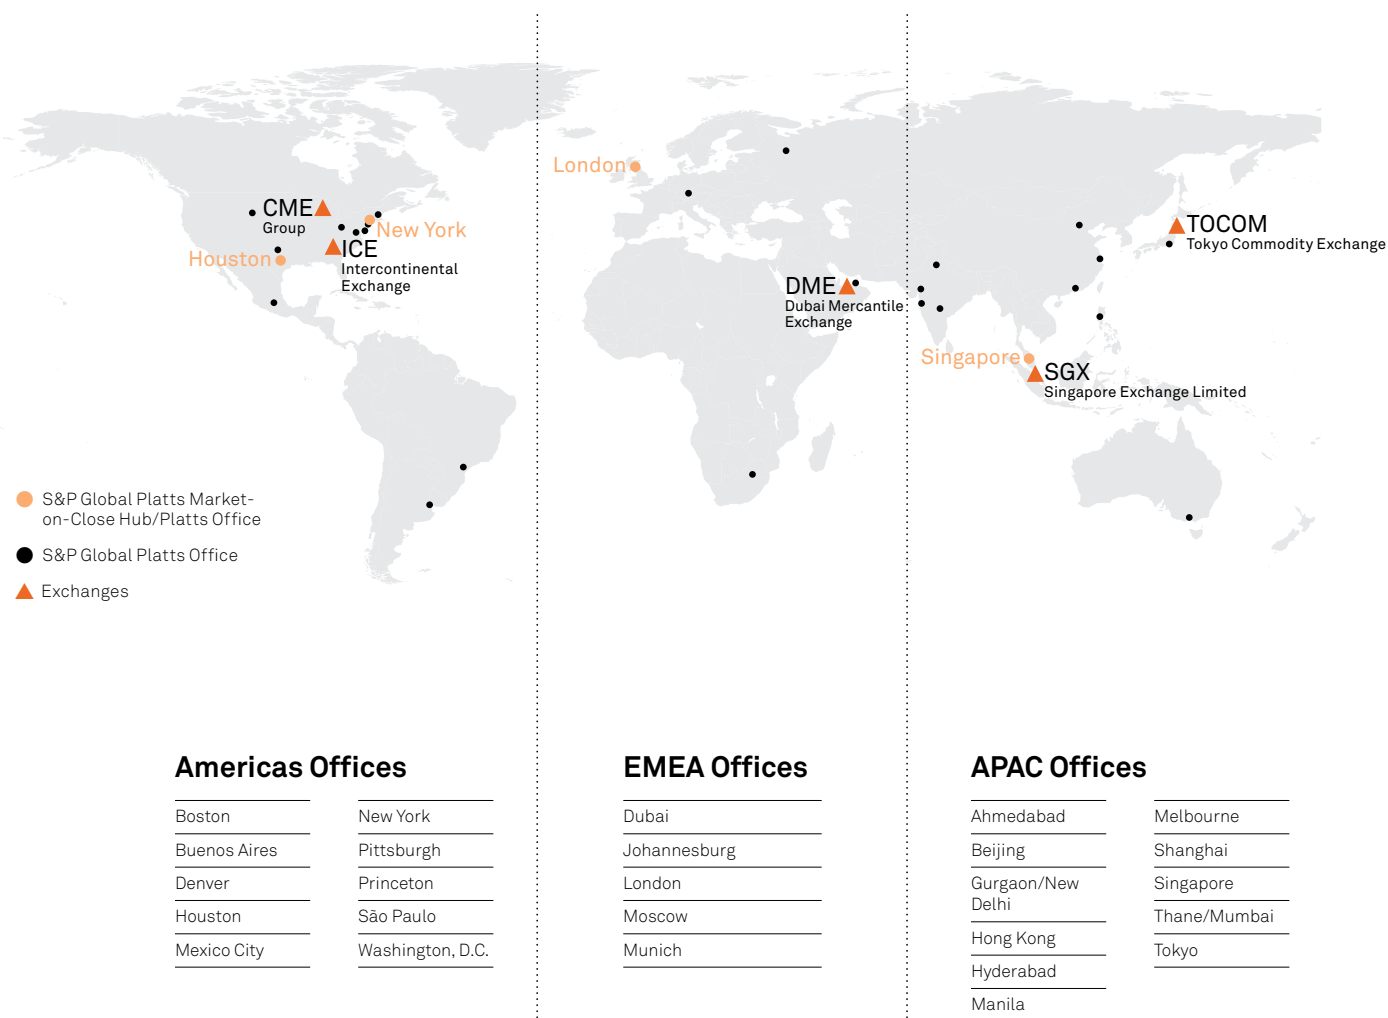 London
CME
Group
New York
Houston
ICE
Intercontinental
Exchange
TOCOM
Tokyo Commodity Exchange
DME
Dubai Mercantile
Exchange
Singapore
SGX
Singapore Exchange Limited
S&P Global Platts Market-
on-Close Hub/Platts Office
S&P Global Platts Office
Exchanges
Americas Offices
Boston
Buenos Aires
Denver
Houston
Mexico City
New York
Pittsburgh
Princeton
São Paulo
Washington, D.C.
EMEA Offices
Dubai
Johannesburg
London
Moscow
Munich
APAC Offices
Ahmedabad
Beijing
Gurgaon/New
Delhi
Hong Kong
Hyderabad
Manila
Melbourne
Shanghai
Singapore
Thane/Mumbai
Tokyo